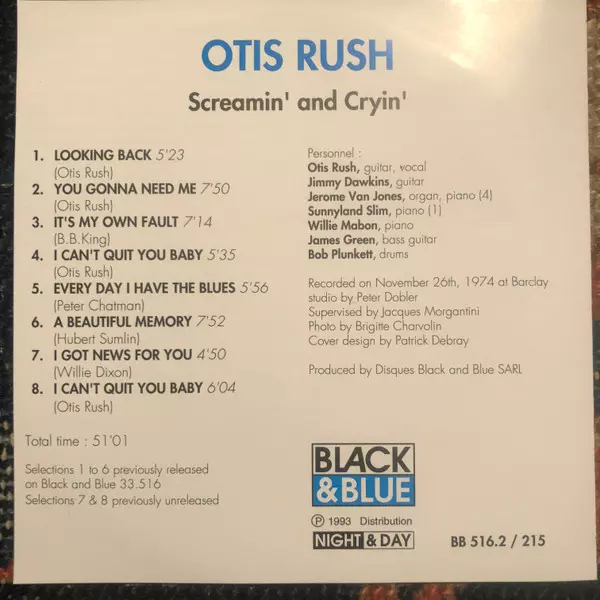 OTIS RUSH
Screamin' and Cryin'
1. LOOKING BACK 5'23
(Otis Rush)
2. YOU GONNA NEED ME 7'50
(Otis Rush)
3. IT'S MY OWN FAULT 7'14
(B.B.King)
4. I CAN'T QUIT YOU BABY 5'35
(Otis Rush)
5. EVERY DAY I HAVE THE BLUES 5'56
(Peter Chatman)
6. A BEAUTIFUL MEMORY 7'52
(Hubert Sumlin)
7. I GOT NEWS FOR YOU 4'50
(Willie Dixon)
8. I CAN'T QUIT YOU BABY 6'04
(Otis Rush)
Total time : 51'01
Selections 1 to 6 previously released
on Black and Blue 33.516
Selections 7 & 8 previously unreleased
Personnel :
Otis Rush, guitar, vocal
Jimmy Dawkins, guitar
Jerome Van Jones, organ, piano (4)
Sunnyland Slim, piano (1)
Willie Mabon, piano
James Green, bass guitar
Bob Plunkett, drums
Recorded on November 26th, 1974 at Barclay
studio by Peter Dobler
Supervised by Jacques Morgantini
Photo by Brigitte Charvolin
Cover design by Patrick Debray
Produced by Disques Black and Blue SARL
BLACK
& BLUE
℗ 1993 Distribution
NIGHT & DAY
BB 516.2 / 215